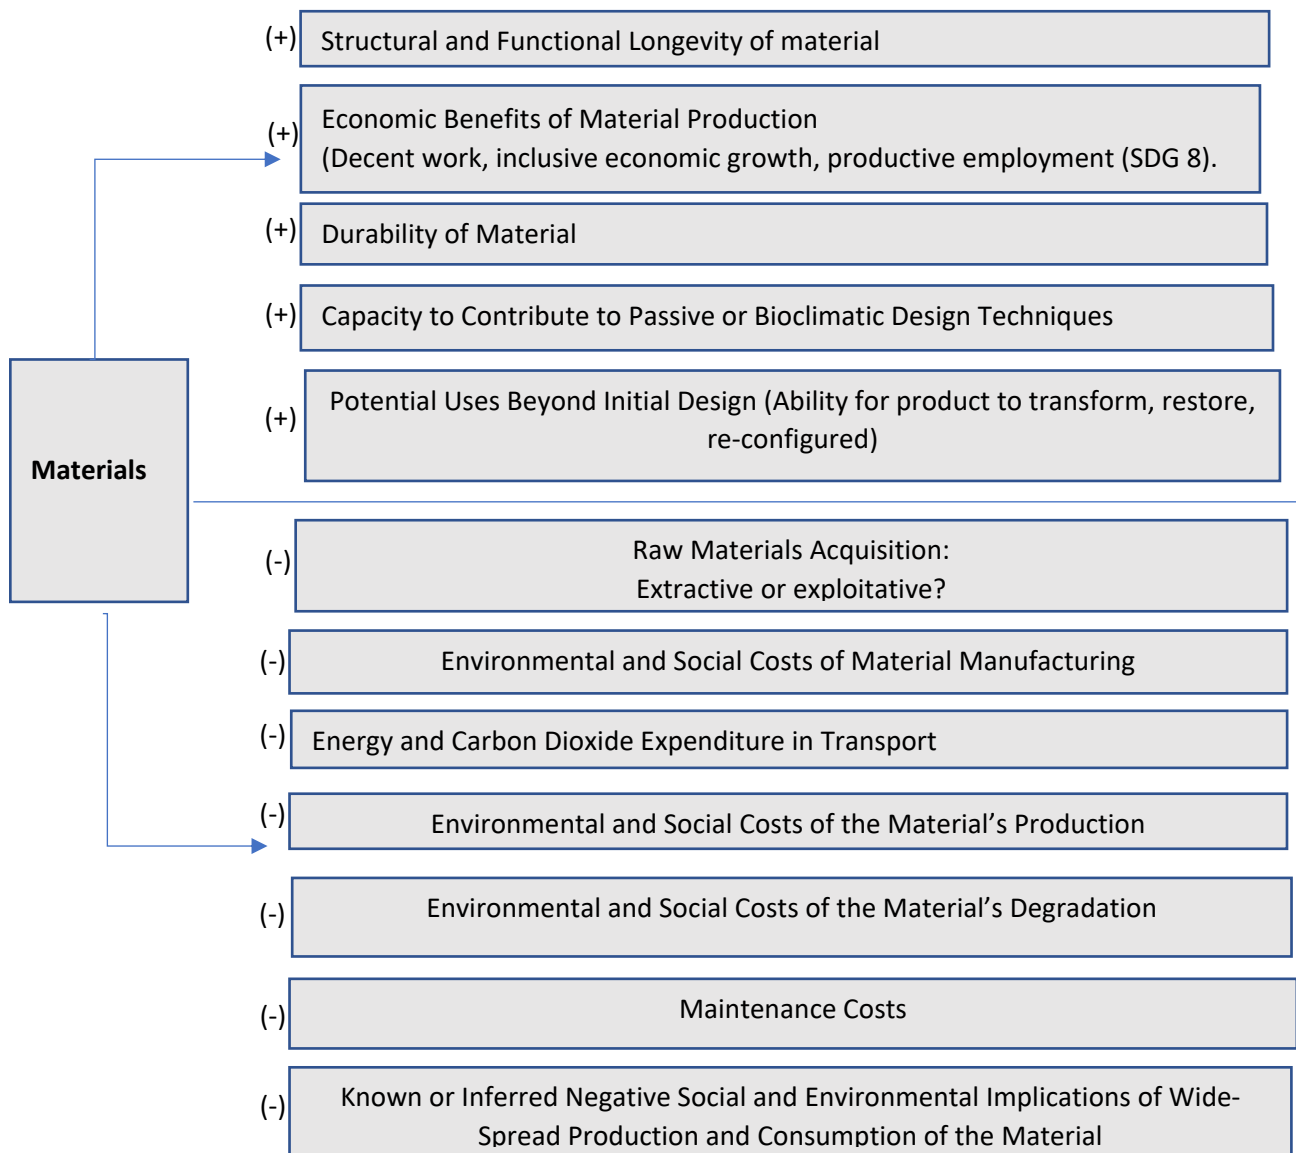 (+) Structural and Functional Longevity of material
(+) Economic Benefits of Material Production
(Decent work, inclusive economic growth, productive employment (SDG 8).
(+) Durability of Material
(+) Capacity to Contribute to Passive or Bioclimatic Design Techniques
(+) Potential Uses Beyond Initial Design (Ability for product to transform, restore,
re-configured)
Materials
(-) Raw Materials Acquisition:
Extractive or exploitative?
(-) Environmental and Social Costs of Material Manufacturing
(-) Energy and Carbon Dioxide Expenditure in Transport
(-) Environmental and Social Costs of the Material’s Production
(-) Environmental and Social Costs of the Material’s Degradation
(-) Maintenance Costs
(-) Known or Inferred Negative Social and Environmental Implications of Wide-
Spread Production and Consumption of the Material